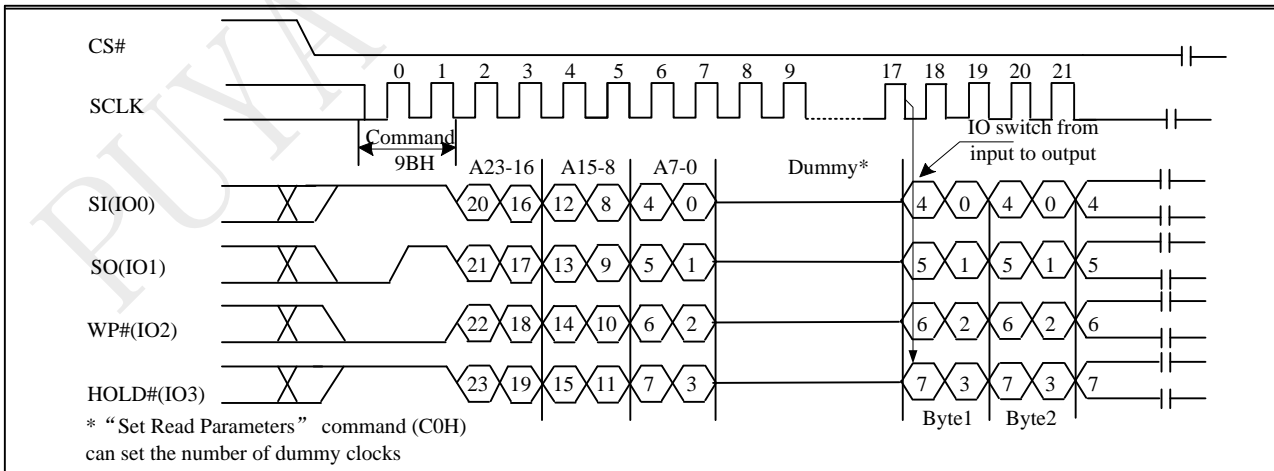 PUYA
CS#
0 1 2 3 4 5 6 7 8 9 17 18 19 20 21
SCLK
Command
9BH
IO switch from
input to output
A23-16 A15-8 A7-0 Dummy*
SI(IO0) 20 16 12 8 4 0 4 0 4 0 4
SO(IO1) 21 17 13 9 5 1 5 1 5 1 5
WP#(IO2) 22 18 14 10 6 2 6 2 6 2 6
HOLD#(IO3) 23 19 15 11 7 3 7 3 7 3 7
Byte1 Byte2
* “Set Read Parameters” command (C0H)
can set the number of dummy clocks